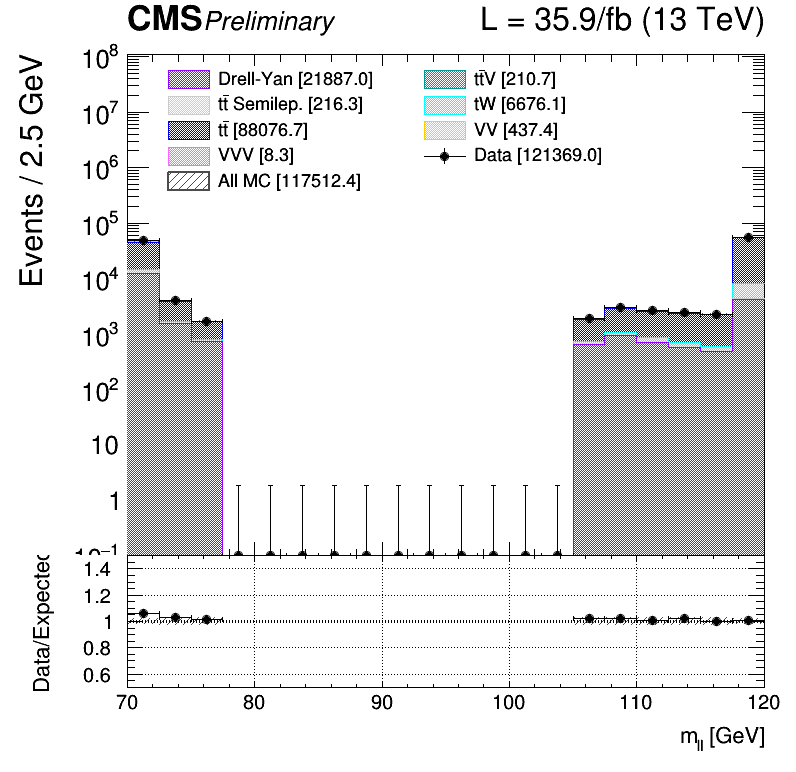 CMS Preliminary L = 35.9/fb (13 TeV)
Events / 2.5 GeV
10⁸
10⁷
10⁶
10⁵
10⁴
10³
10²
10
1
10⁻¹
Drell-Yan [21887.0]
tt̄ Semilep. [216.3]
tt̄ [88076.7]
VVV [8.3]
All MC [117512.4]
tt̄V [210.7]
tW [6676.1]
VV [437.4]
Data [121369.0]
Data/Expected
1.4
1.2
1
0.8
0.6
70 80 90 100 110 120
m_ll [GeV]